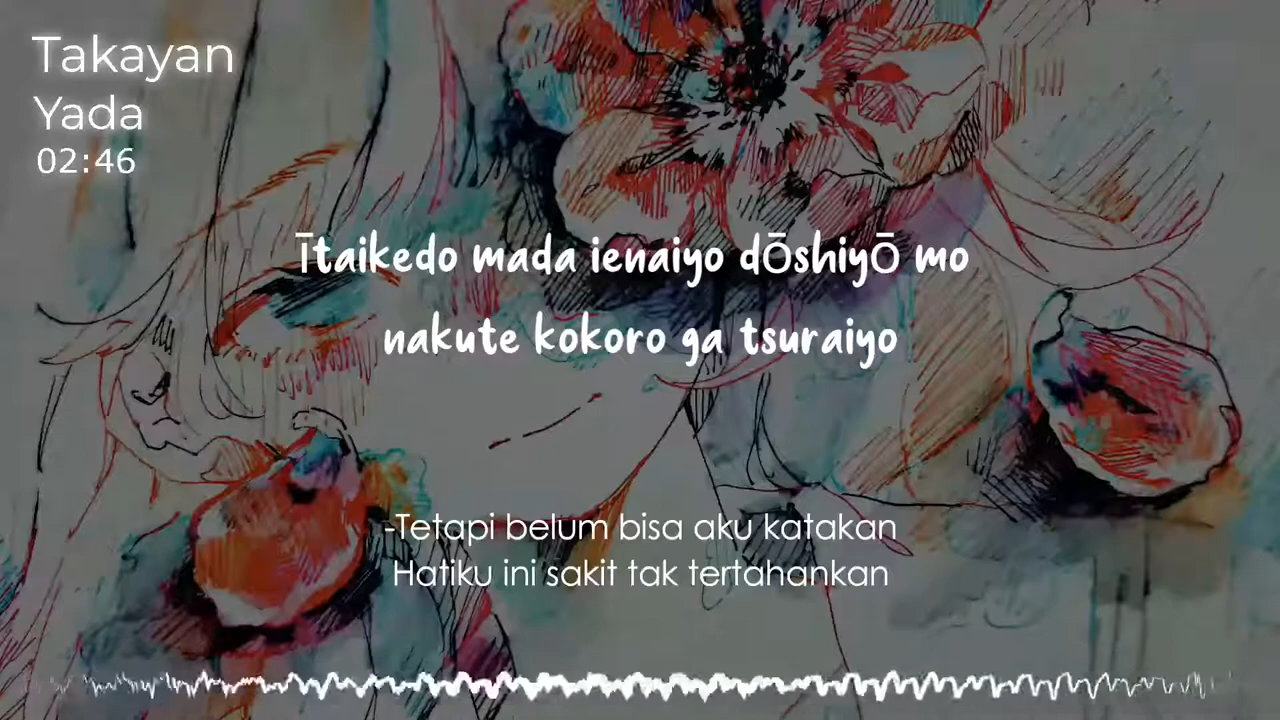 Takayan
Yada
02:46
Ītaikedo mada ienaiyo dōshiyō mo
nakute kokoro ga tsuraiyo
-Tetapi belum bisa aku katakan
Hatiku ini sakit tak tertahankan